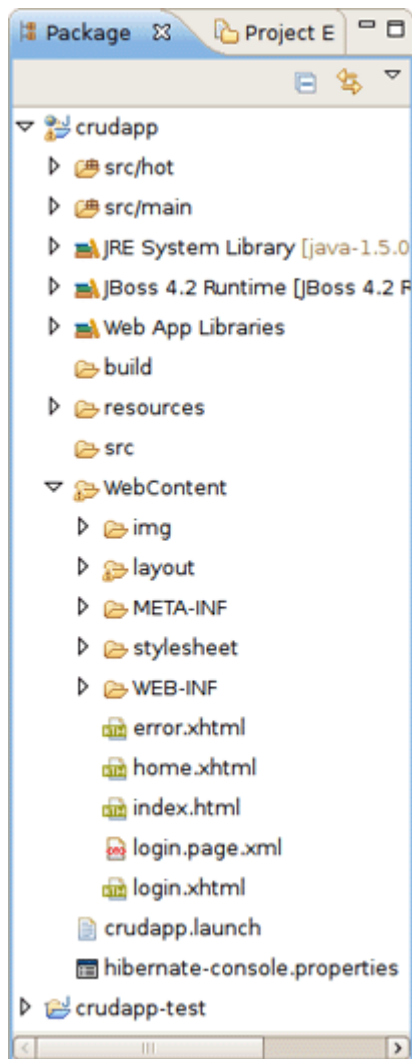 Package Project E
crudapp
src/hot
src/main
JRE System Library [java-1.5.0
JBoss 4.2 Runtime [JBoss 4.2 R
Web App Libraries
build
resources
src
WebContent
img
layout
META-INF
stylesheet
WEB-INF
error.xhtml
home.xhtml
index.html
login.page.xml
login.xhtml
crudapp.launch
hibernate-console.properties
crudapp-test